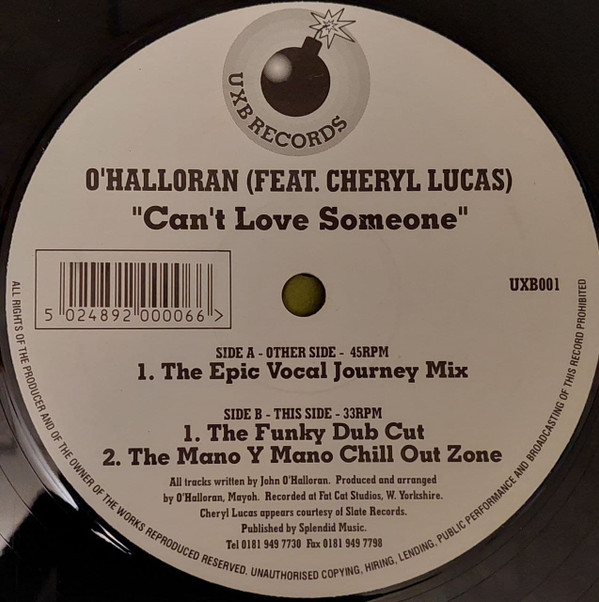 UXB RECORDS
O'HALLORAN (FEAT. CHERYL LUCAS)
"Can't Love Someone"
5 024892 000066 >
UXB001
SIDE A - OTHER SIDE - 45RPM
1. The Epic Vocal Journey Mix
SIDE B - THIS SIDE - 33RPM
1. The Funky Dub Cut
2. The Mano Y Mano Chill Out Zone
All tracks written by John O'Halloran. Produced and arranged
by O'Halloran, Mayoh. Recorded at Fat Cat Studios, W. Yorkshire.
Cheryl Lucas appears courtesy of Slate Records.
Published by Splendid Music.
Tel 0181 949 7730 Fax 0181 949 7798
ALL RIGHTS OF THE PRODUCER AND OF THE OWNER OF THE WORKS REPRODUCED RESERVED. UNAUTHORISED COPYING, HIRING, LENDING, PUBLIC PERFORMANCE AND BROADCASTING OF THIS RECORD PROHIBITED